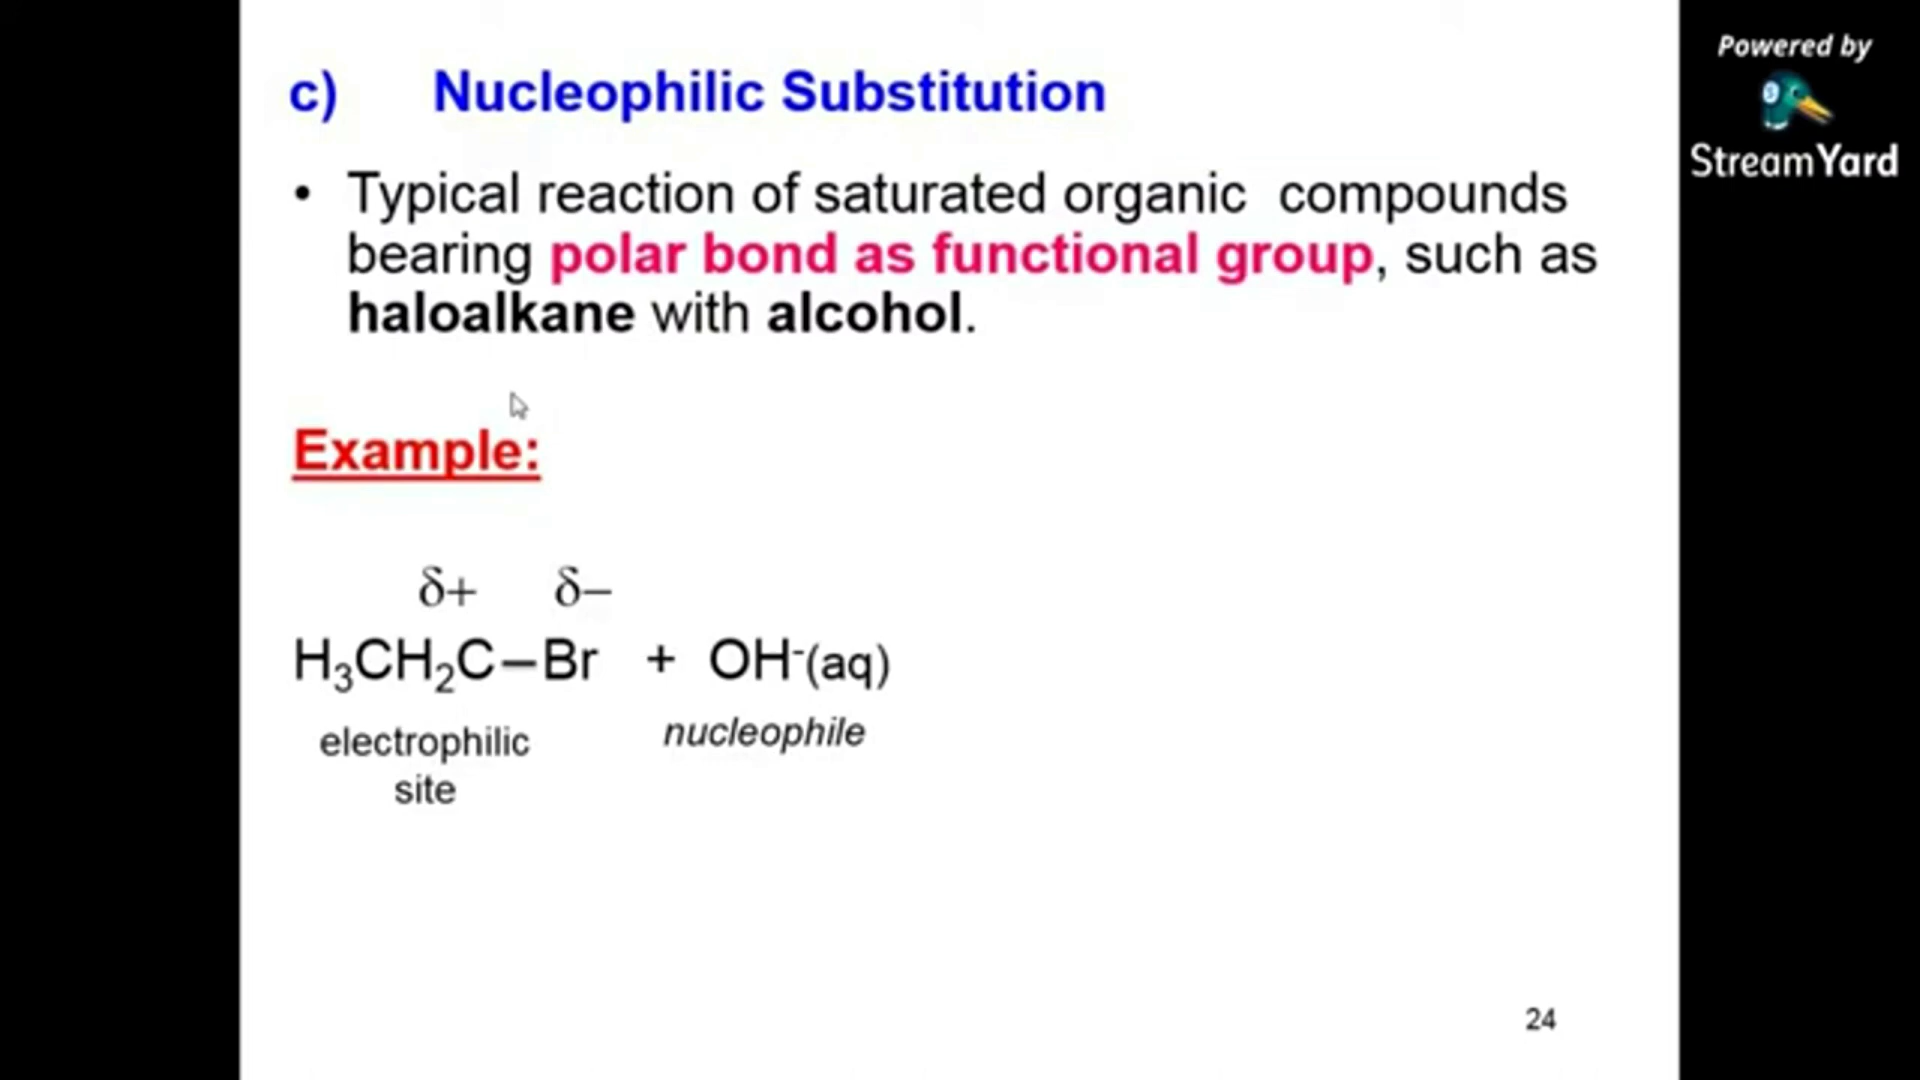 c) Nucleophilic Substitution
• Typical reaction of saturated organic compounds
bearing polar bond as functional group, such as
haloalkane with alcohol.
Example:
δ+ δ–
H₃CH₂C–Br + OH⁻(aq)
electrophilic
site
nucleophile
24
Powered by
StreamYard